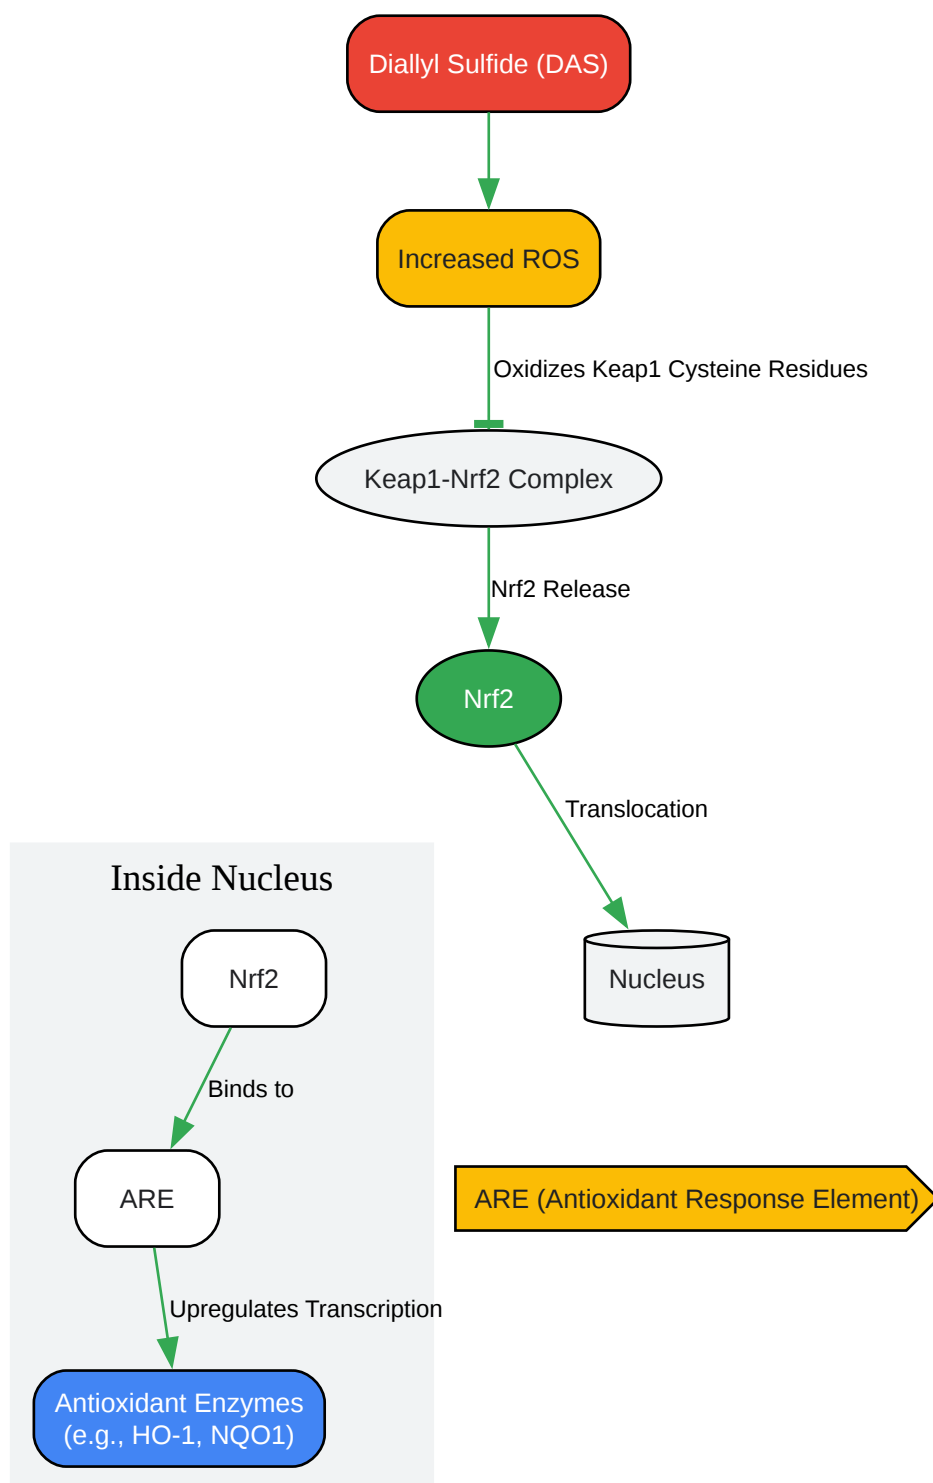 Diallyl Sulfide (DAS)
Increased ROS
Oxidizes Keap1 Cysteine Residues
Keap1-Nrf2 Complex
Nrf2 Release
Nrf2
Translocation
Nucleus
Inside Nucleus
Nrf2
Binds to
ARE
Upregulates Transcription
Antioxidant Enzymes
(e.g., HO-1, NQO1)
ARE (Antioxidant Response Element)